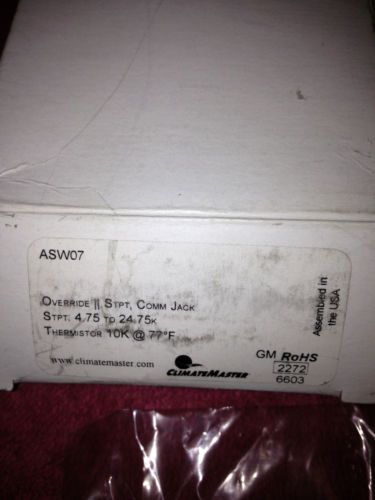 ASW07
OVERRIDE || STPT, COMM JACK
STPT: 4.75 TO 24.75K
THERMISTOR 10K @ 77°F
www.climatemaster.com
CLIMATEMASTER
GM RoHS
2272
6603
Assembled in
the USA